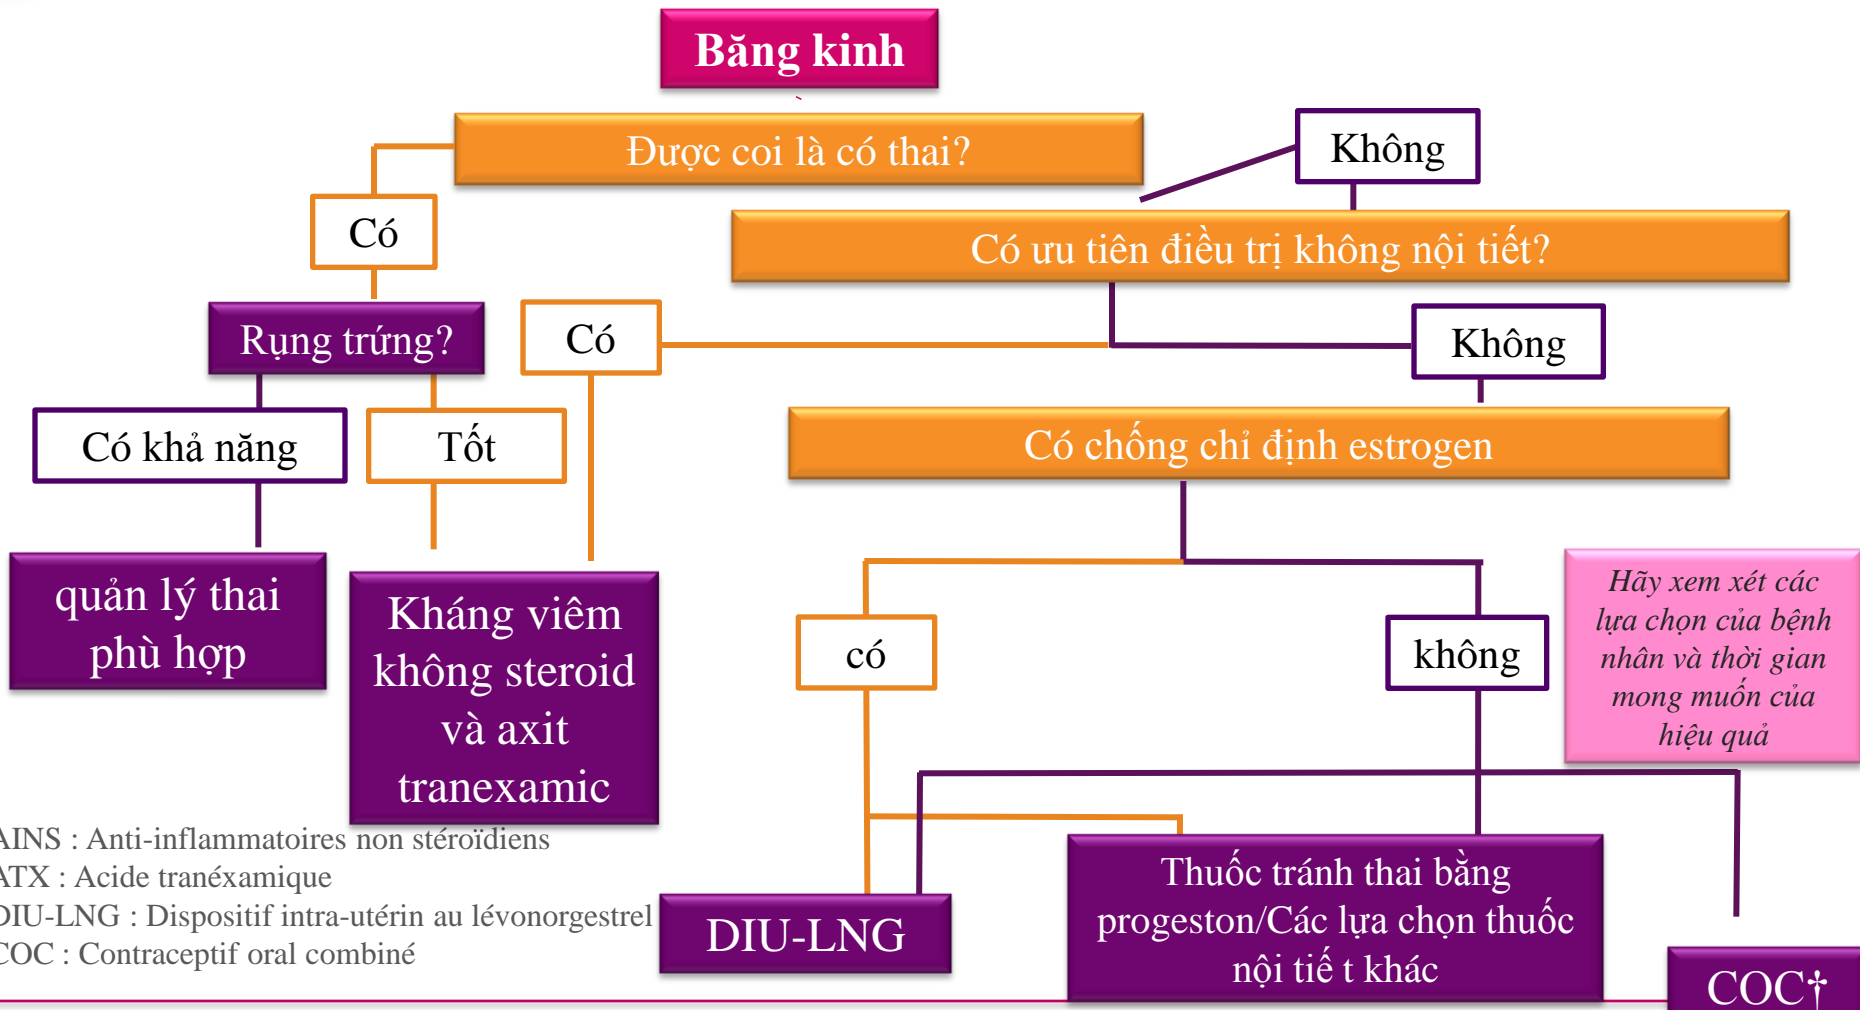 Băng kinh
Được coi là có thai?
Không
Có
Có ưu tiên điều trị không nội tiết?
Rụng trứng?
Có
Không
Có khả năng
Tốt
Có chống chỉ định estrogen
quản lý thai
phù hợp
Kháng viêm
không steroid
và axit
tranexamic
có
không
Hãy xem xét các
lựa chọn của bệnh
nhân và thời gian
mong muốn của
hiệu quả
AINS : Anti-inflammatoires non stéroïdiens
ATX : Acide tranéxamique
DIU-LNG : Dispositif intra-utérin au lévonorgestrel
COC : Contraceptif oral combiné
DIU-LNG
Thuốc tránh thai bằng
progeston/Các lựa chọn thuốc
nội tiế t khác
COC†